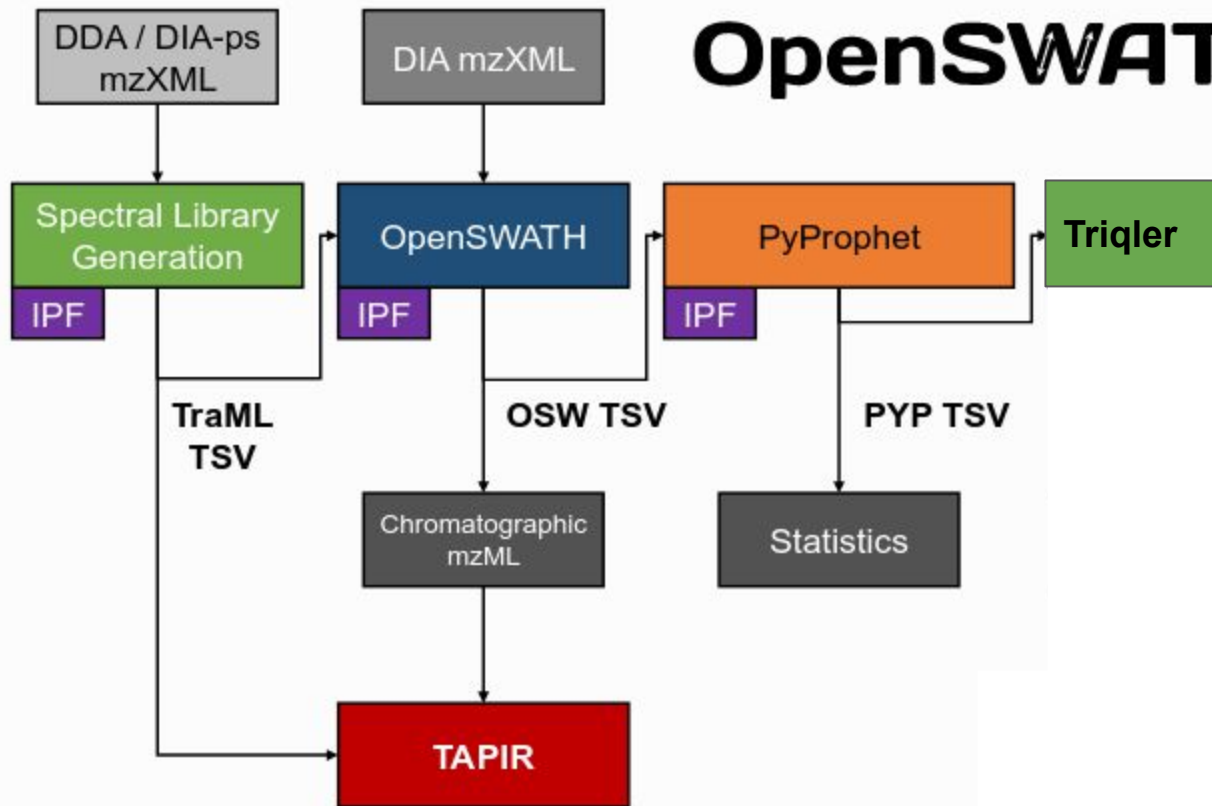 DDA / DIA-ps
mzXML
DIA mzXML
OpenSWAT
Spectral Library
Generation
OpenSWATH
PyProphet
Triqler
IPF
IPF
IPF
TraML
TSV
OSW TSV
PYP TSV
Chromatographic
mzML
Statistics
TAPIR